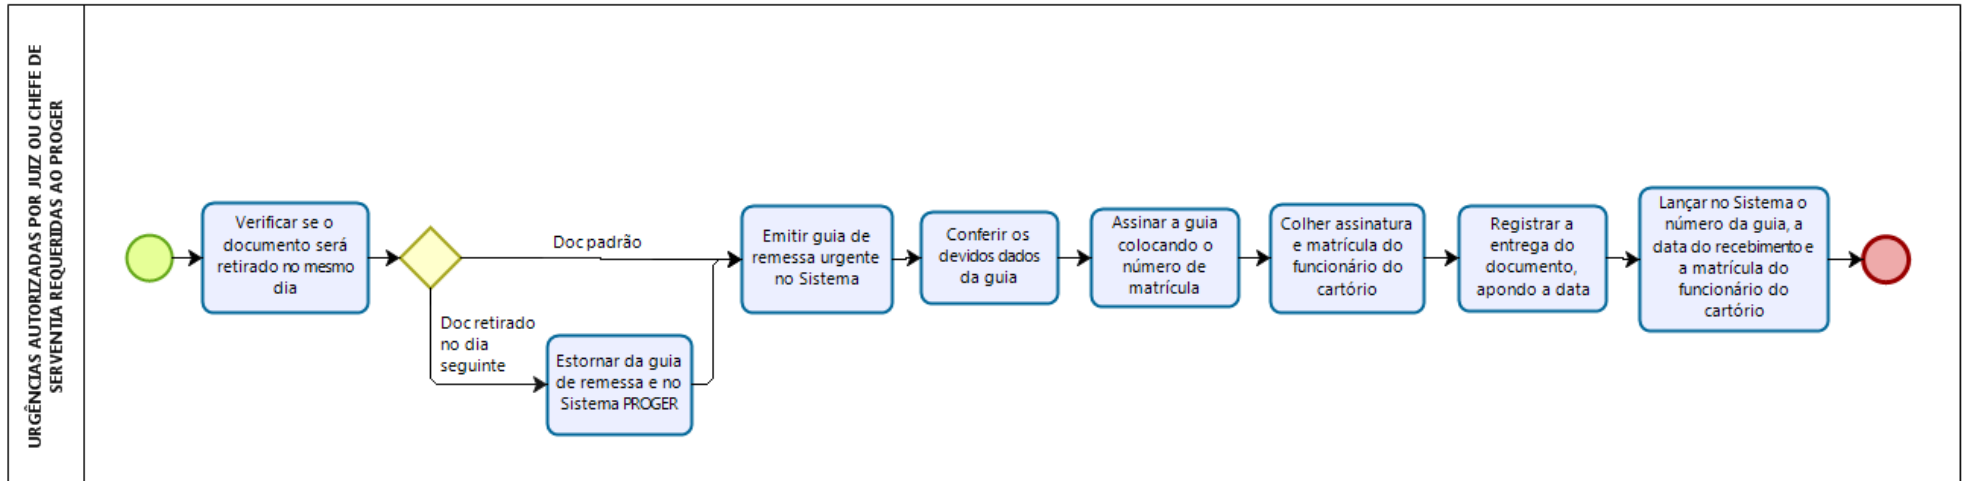 URGÊNCIAS AUTORIZADAS POR JUIZ OU CHEFE DE
SERVENTIA REQUERIDAS AO PROGER
Verificar se o
documento será
retirado no mesmo
dia
Doc padrão
Doc retirado
no dia
seguinte
Estornar da guia
de remessa e no
Sistema PROGER
Emitir guia de
remessa urgente
no Sistema
Conferir os
devidos dados
da guia
Assinar a guia
colocando o
número de
matrícula
Colher assinatura
e matrícula do
funcionário do
cartório
Registrar a
entrega do
documento,
apondo a data
Lançar no Sistema o
número da guia, a
data do recebimento e
a matrícula do
funcionário do
cartório